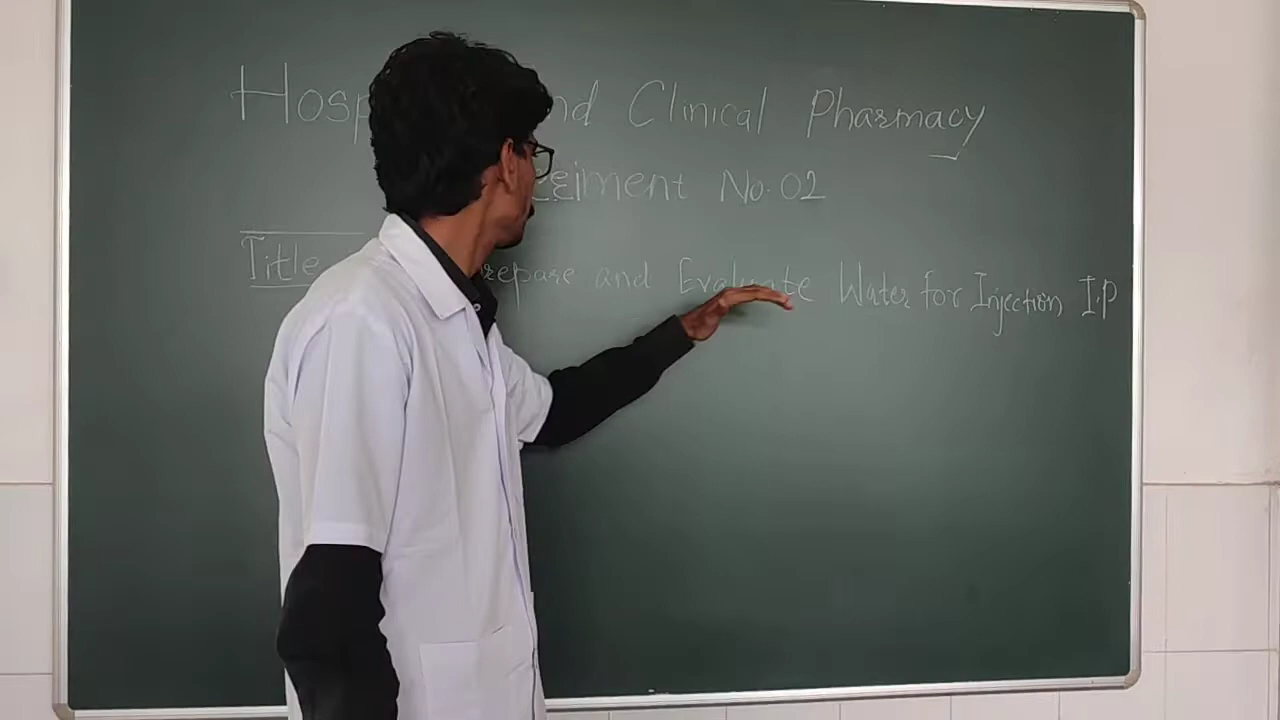 Hosp nd Clinical Pharmacy
eriment No. 02
Title repare and Evaluate Water for Injection I.P